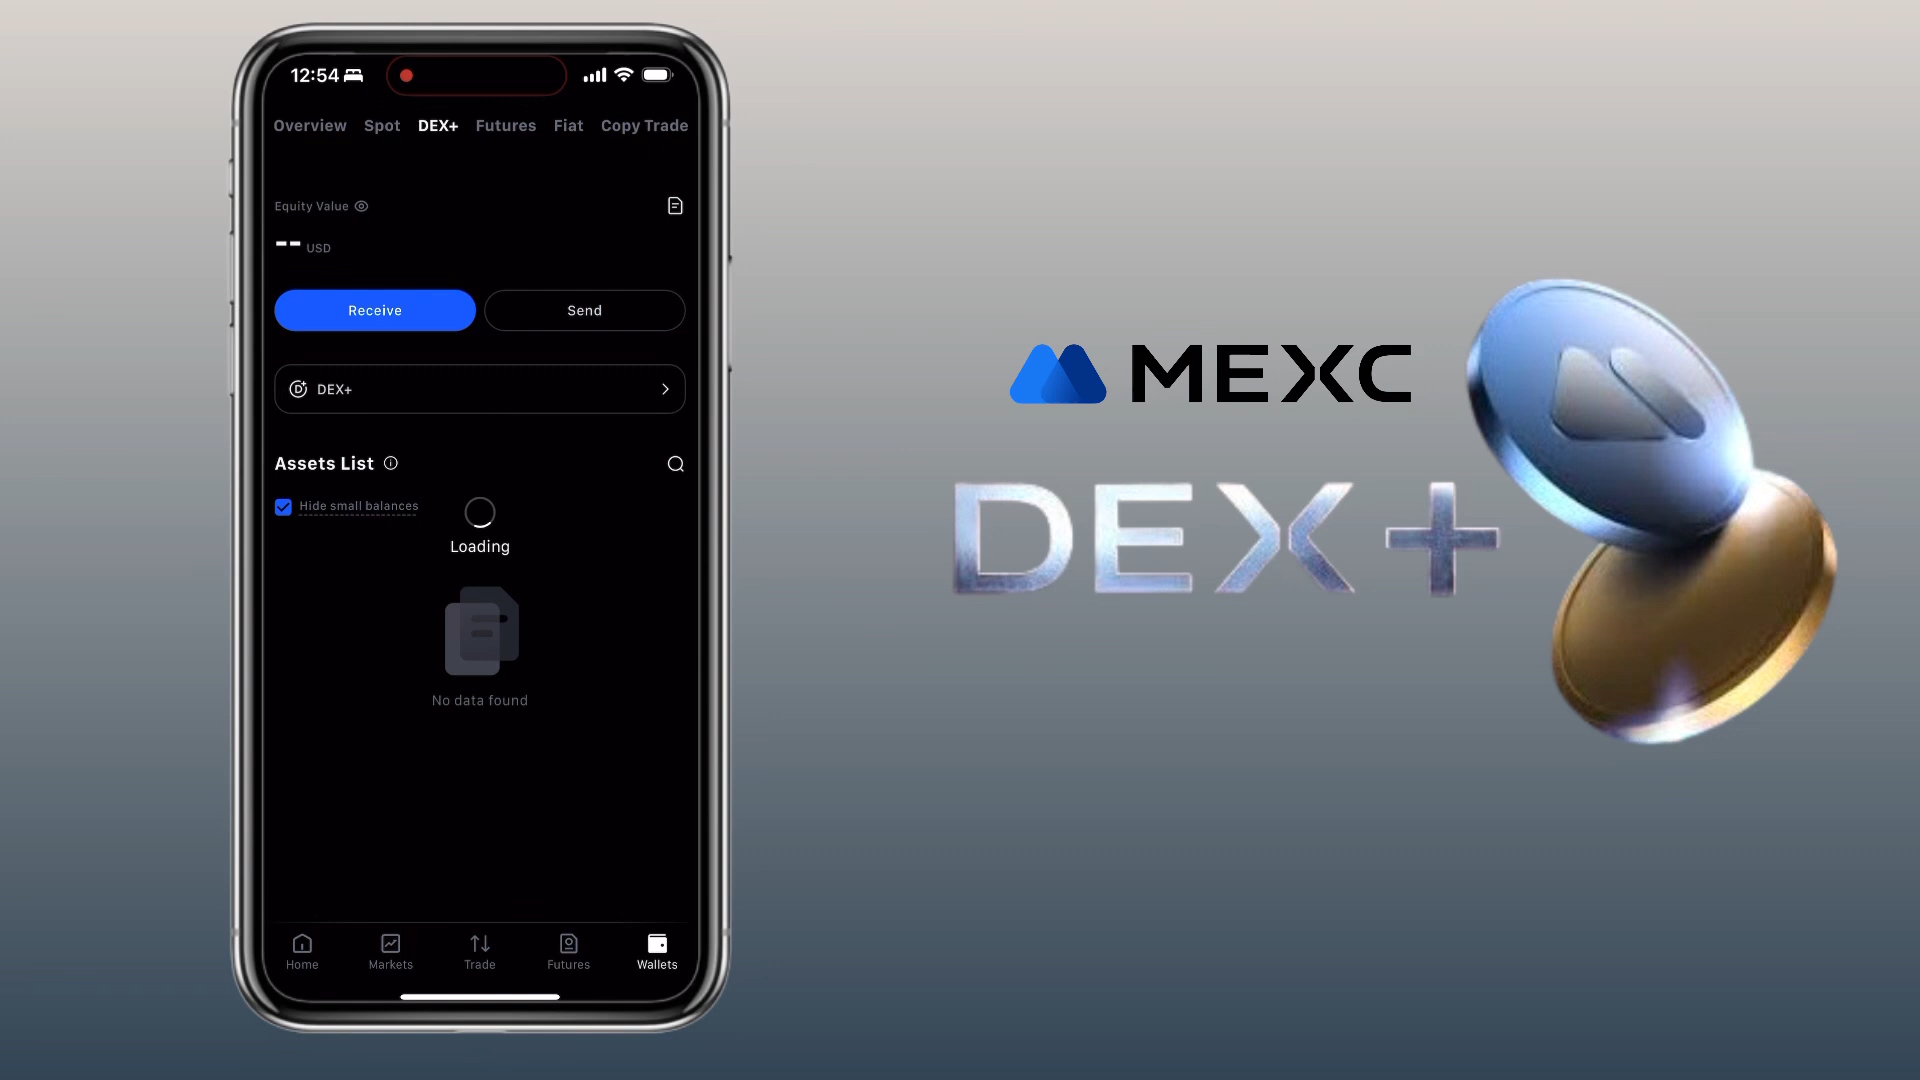 12:54
Overview Spot DEX+ Futures Fiat Copy Trade
Equity Value
-- USD
Receive Send
DEX+
Assets List
Hide small balances
Loading
No data found
Home Markets Trade Futures Wallets
MEXC
DEX+